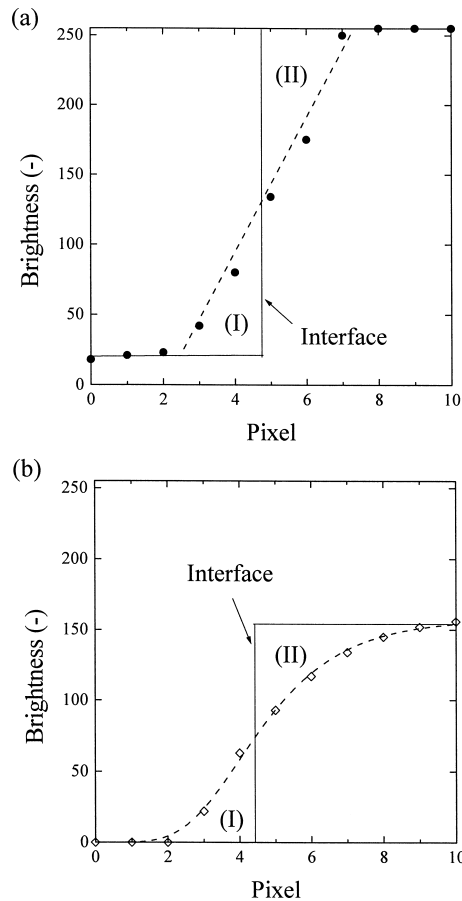 (a)
250
200
150
100
50
0
Brightness (-)
(II)
(I)
Interface
0 2 4 6 8 10
Pixel
(b)
250
200
150
100
50
0
Brightness (-)
Interface
(II)
(I)
0 2 4 6 8 10
Pixel